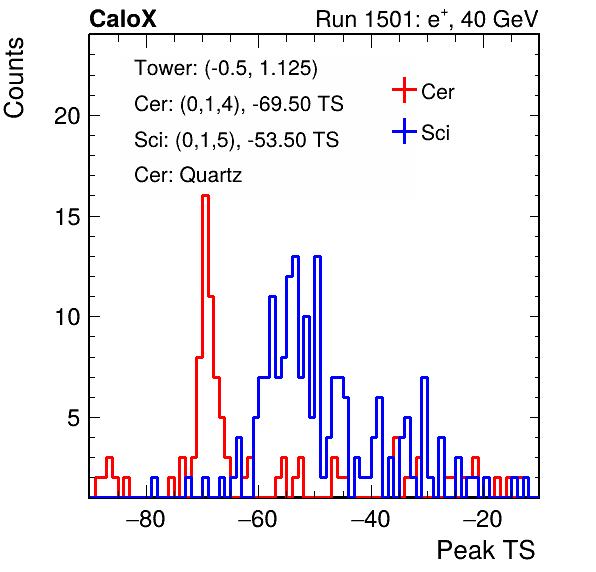 CaloX Run 1501: e+, 40 GeV
Counts
Tower: (-0.5, 1.125)
Cer: (0,1,4), -69.50 TS
Sci: (0,1,5), -53.50 TS
Cer: Quartz
Cer
Sci
20
15
10
5
−80 −60 −40 −20
Peak TS